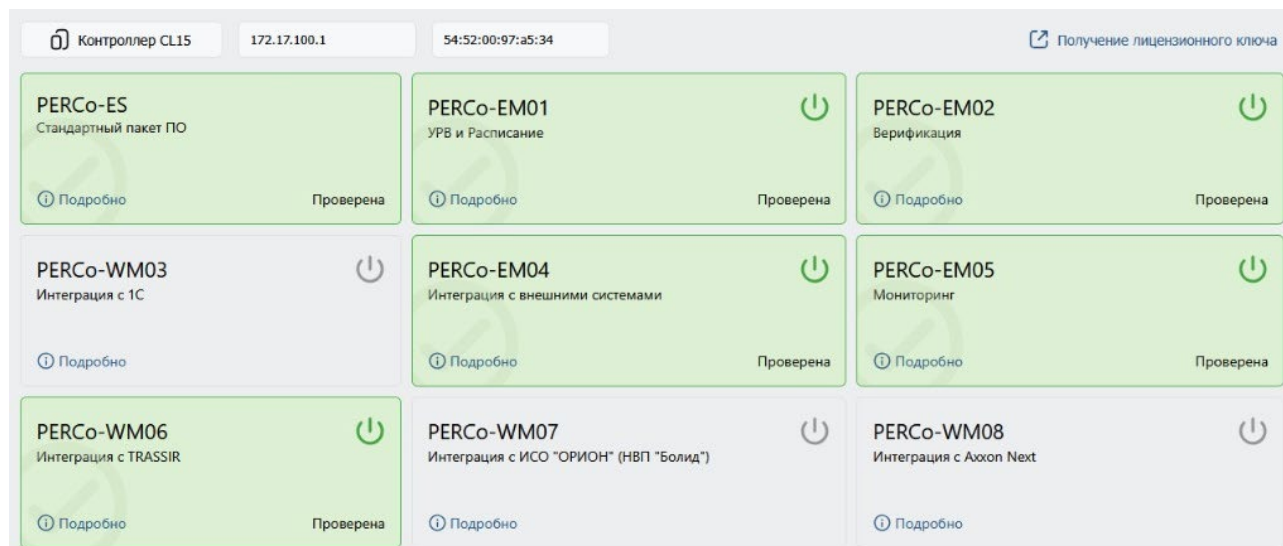 Контроллер CL15
172.17.100.1
54:52:00:97:a5:34
Получение лицензионного ключа
PERCo-ES
Стандартный пакет ПО
Подробно
Проверена
PERCo-EM01
УРВ и Расписание
Подробно
Проверена
PERCo-EM02
Верификация
Подробно
Проверена
PERCo-WM03
Интеграция с 1С
Подробно
PERCo-EM04
Интеграция с внешними системами
Подробно
Проверена
PERCo-EM05
Мониторинг
Подробно
Проверена
PERCo-WM06
Интеграция с TRASSIR
Подробно
Проверена
PERCo-WM07
Интеграция с ИСО "ОРИОН" (НВП "Болид")
Подробно
PERCo-WM08
Интеграция с Axxon Next
Подробно